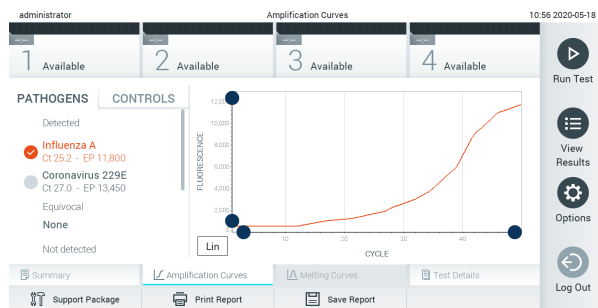 administrator
Amplification Curves
10:56 2020-05-18
--:--
--:--
--:--
--:--
1 Available
2 Available
3 Available
4 Available
Run Test
PATHOGENS
CONTROLS
Detected
Influenza A
Ct 25.2 - EP 11,800
Coronavirus 229E
Ct 27.0 - EP 13,450
Equivocal
None
Not detected
FLUORESCENCE
12,000
10,000
8,000
6,000
4,000
2,000
0
10
20
30
40
CYCLE
Lin
View
Results
Options
Log Out
Summary
Amplification Curves
Melting Curves
Test Details
Support Package
Print Report
Save Report